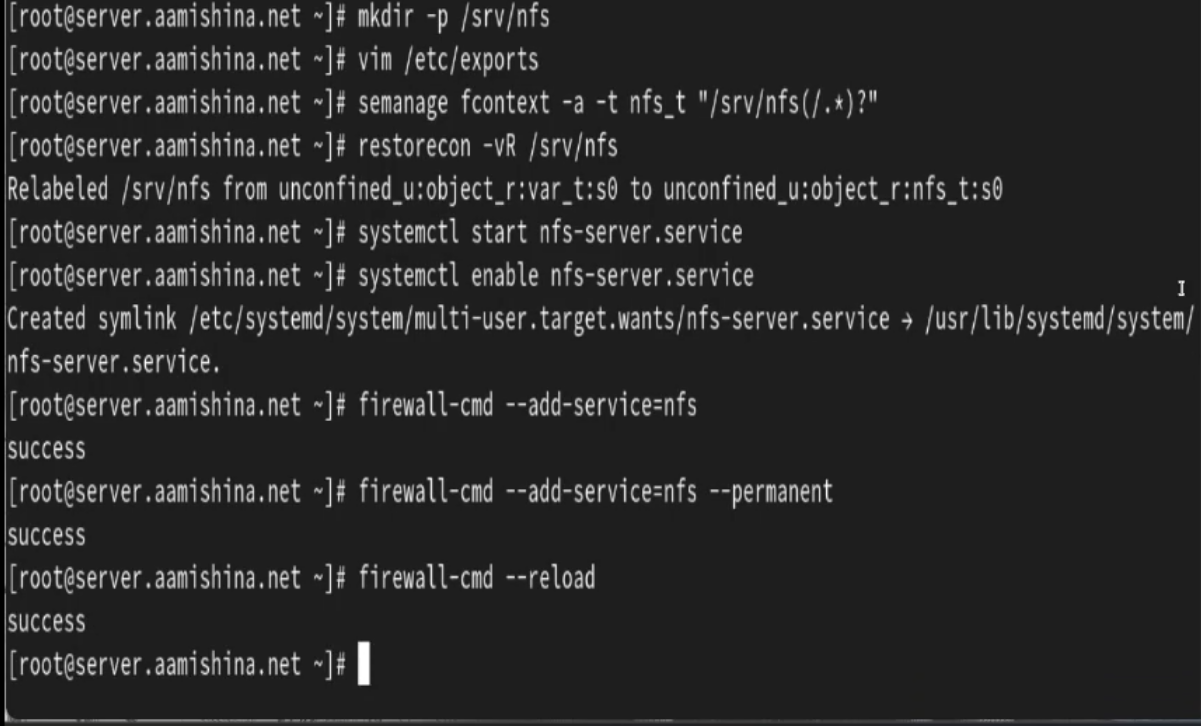 [root@server.aamishina.net ~]# mkdir -p /srv/nfs
[root@server.aamishina.net ~]# vim /etc/exports
[root@server.aamishina.net ~]# semanage fcontext -a -t nfs_t "/srv/nfs(/.*)?"
[root@server.aamishina.net ~]# restorecon -vR /srv/nfs
Relabeled /srv/nfs from unconfined_u:object_r:var_t:s0 to unconfined_u:object_r:nfs_t:s0
[root@server.aamishina.net ~]# systemctl start nfs-server.service
[root@server.aamishina.net ~]# systemctl enable nfs-server.service
Created symlink /etc/systemd/system/multi-user.target.wants/nfs-server.service → /usr/lib/systemd/system/
nfs-server.service.
[root@server.aamishina.net ~]# firewall-cmd --add-service=nfs
success
[root@server.aamishina.net ~]# firewall-cmd --add-service=nfs --permanent
success
[root@server.aamishina.net ~]# firewall-cmd --reload
success
[root@server.aamishina.net ~]#